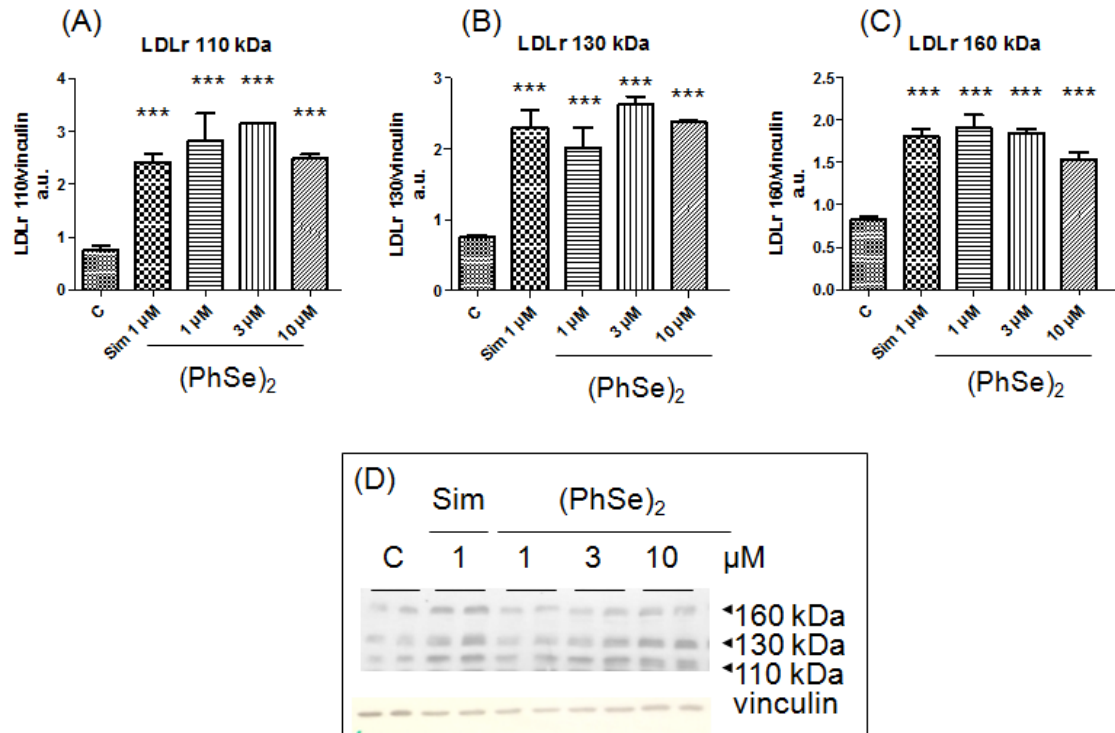 (A)
LDLr 110 kDa
LDLr 110/vinculin
a.u.
4
3
2
1
0
*** *** *** ***
C Sim 1 µM 1 µM 3 µM 10 µM
(PhSe)2
(B)
LDLr 130 kDa
LDLr 130/vinculin
a.u.
3
2
1
0
*** *** *** ***
C Sim 1 µM 1 µM 3 µM 10 µM
(PhSe)2
(C)
LDLr 160 kDa
LDLr 160/vinculin
a.u.
2.5
2.0
1.5
1.0
0.5
0.0
*** *** *** ***
C Sim 1 µM 1 µM 3 µM 10 µM
(PhSe)2
(D)
Sim (PhSe)2
C 1 1 3 10 µM
160 kDa
130 kDa
110 kDa
vinculin